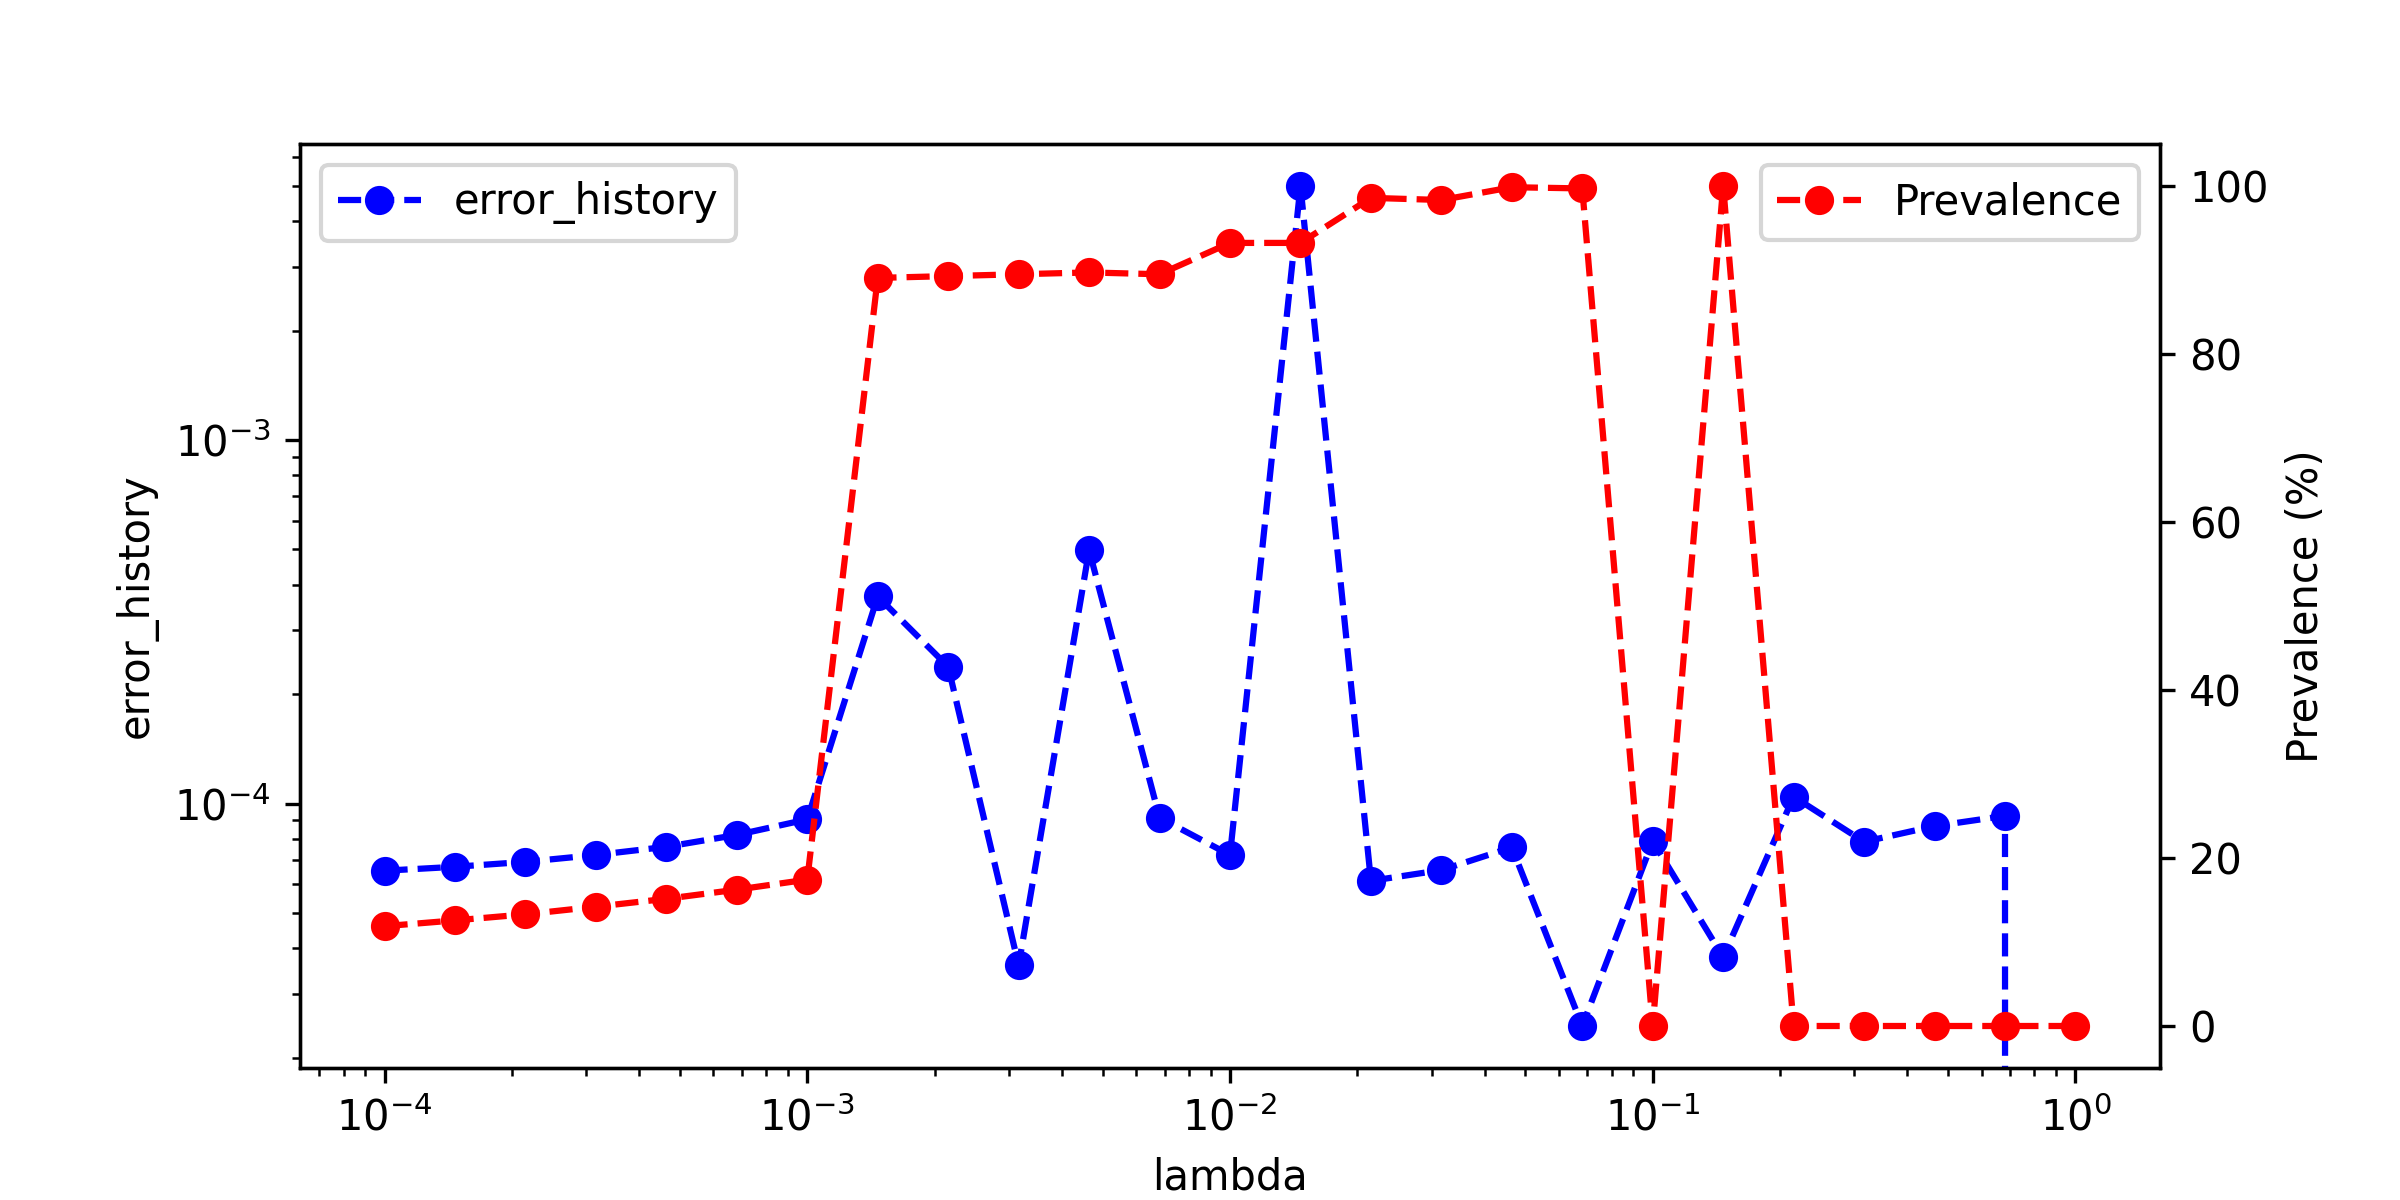 error_history
Prevalence
10⁻³
10⁻⁴
error_history
100
80
60
40
20
0
Prevalence (%)
10⁻⁴ 10⁻³ 10⁻² 10⁻¹ 10⁰
lambda